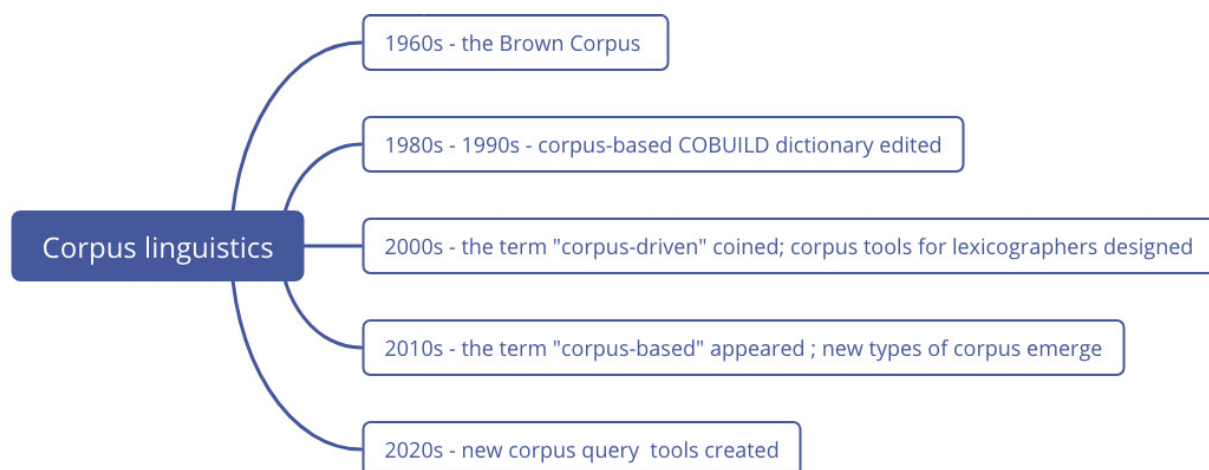 1960s - the Brown Corpus
1980s - 1990s - corpus-based COBUILD dictionary edited
Corpus linguistics
2000s - the term "corpus-driven" coined; corpus tools for lexicographers designed
2010s - the term "corpus-based" appeared ; new types of corpus emerge
2020s - new corpus query  tools created